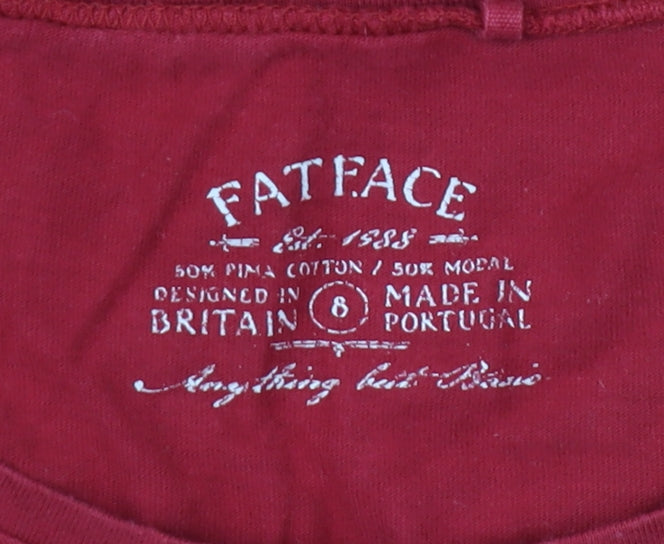 FATFACE
Est. 1988
50% PIMA COTTON / 50% MODAL
DESIGNED IN BRITAIN
8
MADE IN PORTUGAL
Anything but Basic